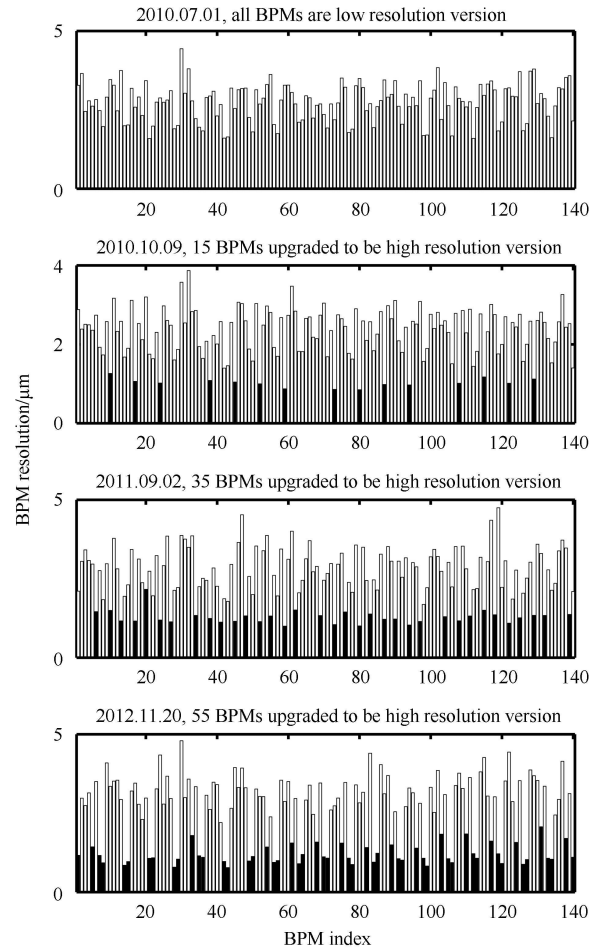 2010.07.01, all BPMs are low resolution version
5
0
20 40 60 80 100 120 140
2010.10.09, 15 BPMs upgraded to be high resolution version
4
2
0
20 40 60 80 100 120 140
BPM resolution/μm
2011.09.02, 35 BPMs upgraded to be high resolution version
5
0
20 40 60 80 100 120 140
2012.11.20, 55 BPMs upgraded to be high resolution version
5
0
20 40 60 80 100 120 140
BPM index